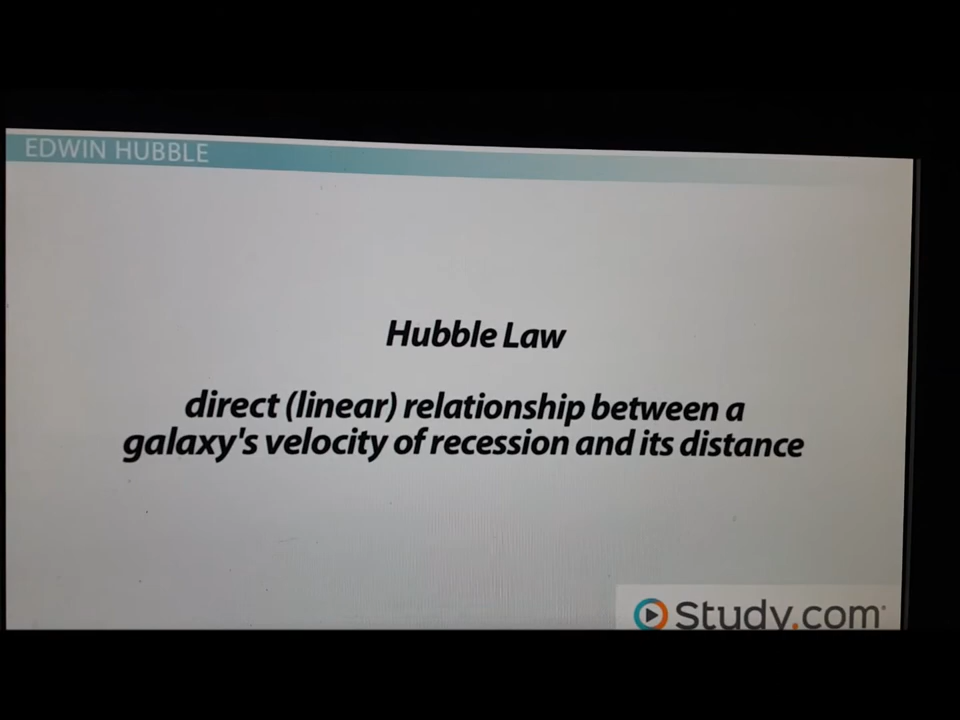 EDWIN HUBBLE
Hubble Law
direct (linear) relationship between a
galaxy's velocity of recession and its distance
Study.com